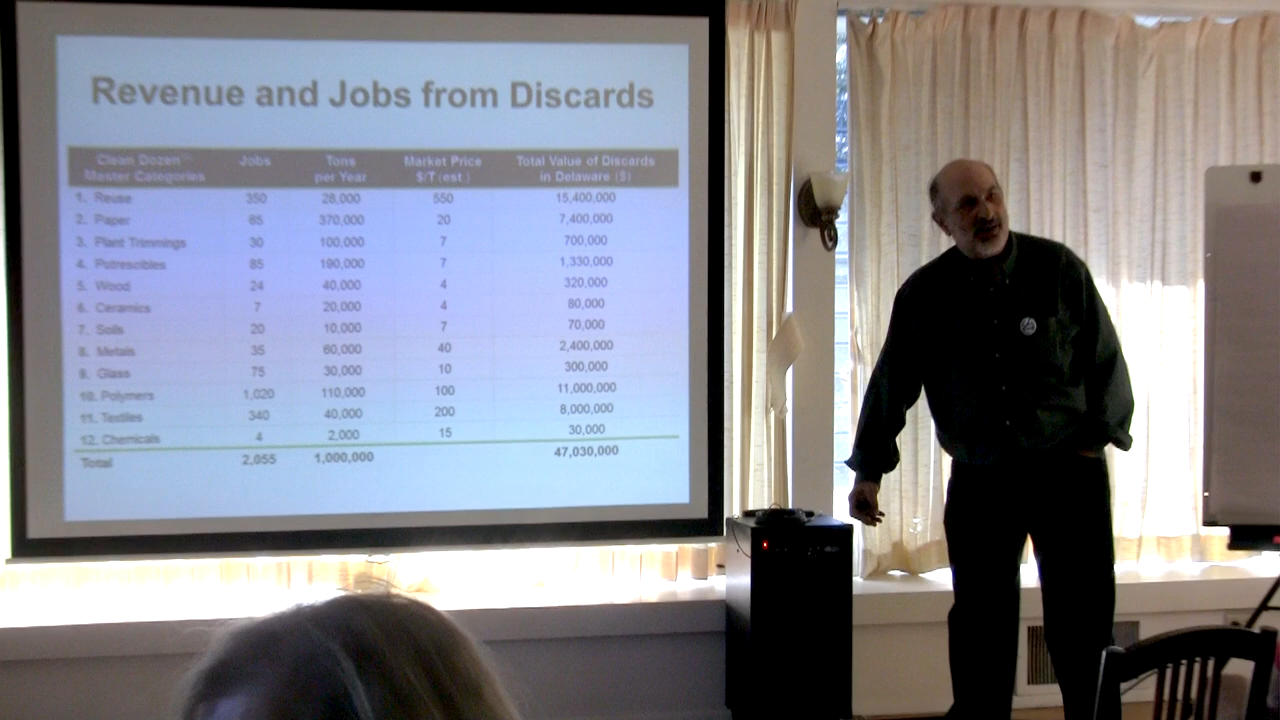 Revenue and Jobs from Discards
Clean Dozen™ Jobs Tons Market Price Total Value of Discards
Master Categories per Year $/T (est.) in Delaware ($)
1. Reuse 350 28,000 550 15,400,000
2. Paper 65 370,000 20 7,400,000
3. Plant Trimmings 30 100,000 7 700,000
4. Putrescibles 85 190,000 7 1,330,000
5. Wood 24 40,000 4 320,000
6. Ceramics 7 20,000 4 80,000
7. Soils 20 10,000 7 70,000
8. Metals 35 60,000 40 2,400,000
9. Glass 75 30,000 10 300,000
10. Polymers 1,020 110,000 100 11,000,000
11. Textiles 340 40,000 200 8,000,000
12. Chemicals 4 2,000 15 30,000
Total 2,055 1,000,000 47,030,000